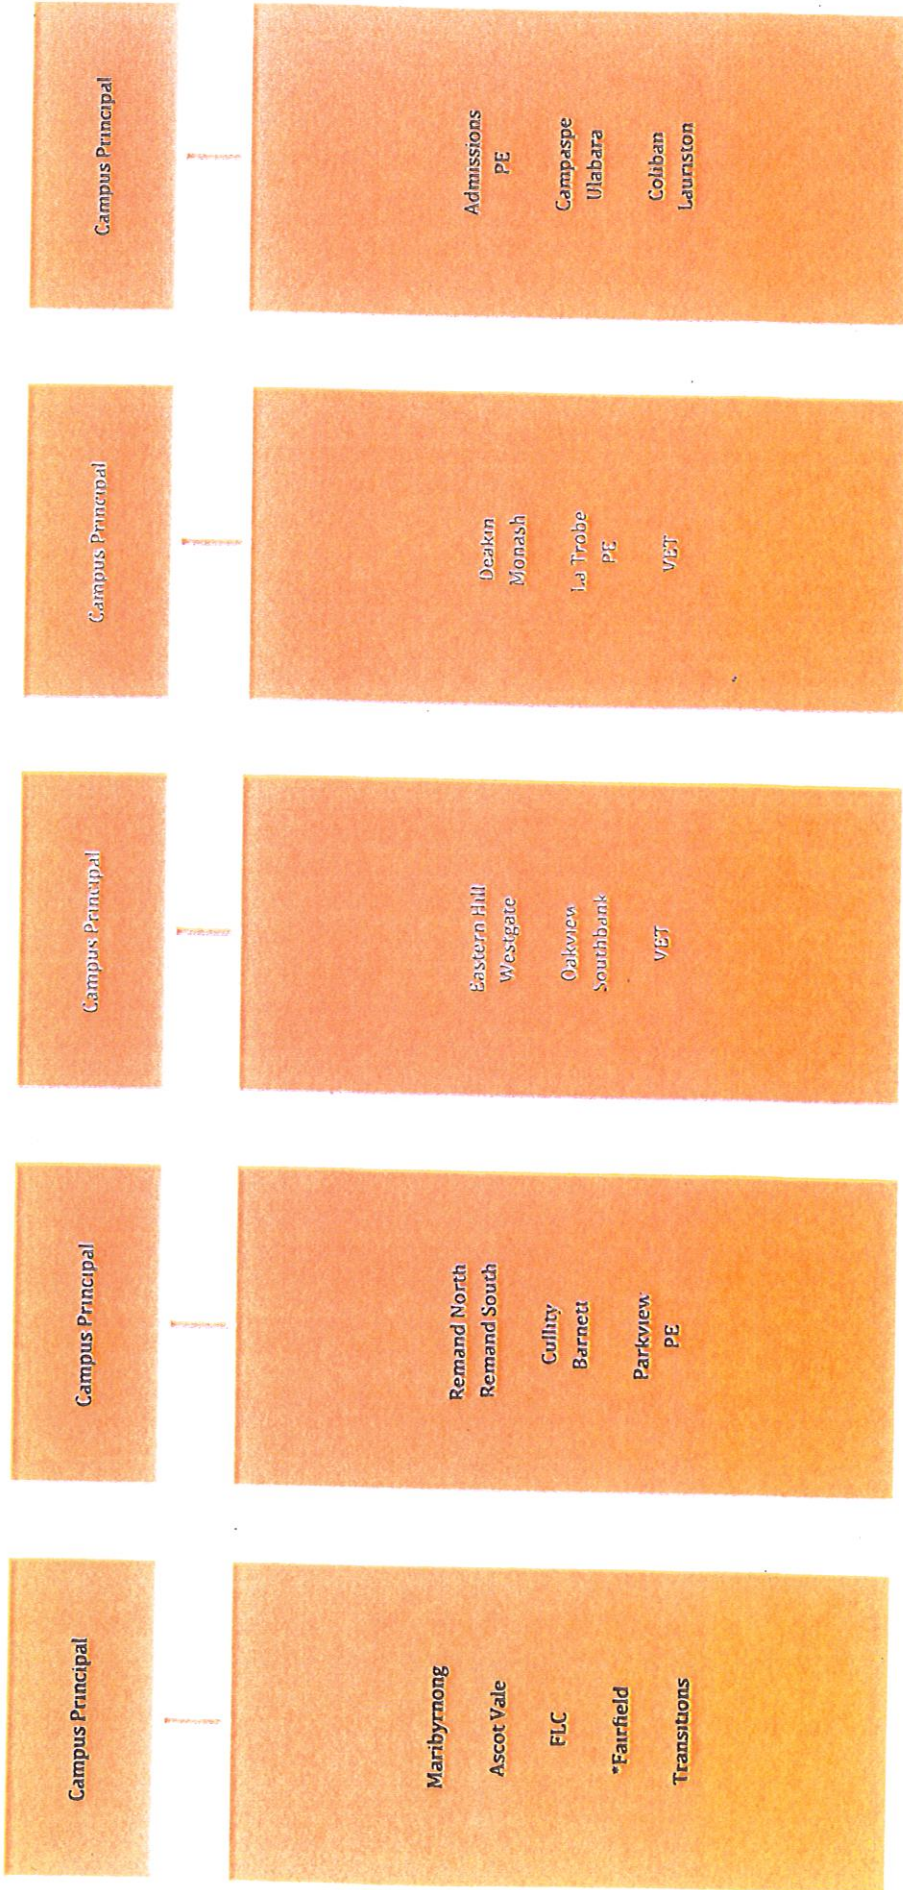 Campus Principal
Maribyrnong
Ascot Vale
FLC
*Fairfield
Transitions
Campus Principal
Remand North
Remand South
Cullity
Barnett
Parkview
PE
Campus Principal
Eastern Hill
Westgate
Oakview
Southbank
VET
Campus Principal
Deakin
Monash
La Trobe
PE
VET
Campus Principal
Admissions
PE
Campaspe
Ulabara
Coliban
Lauriston